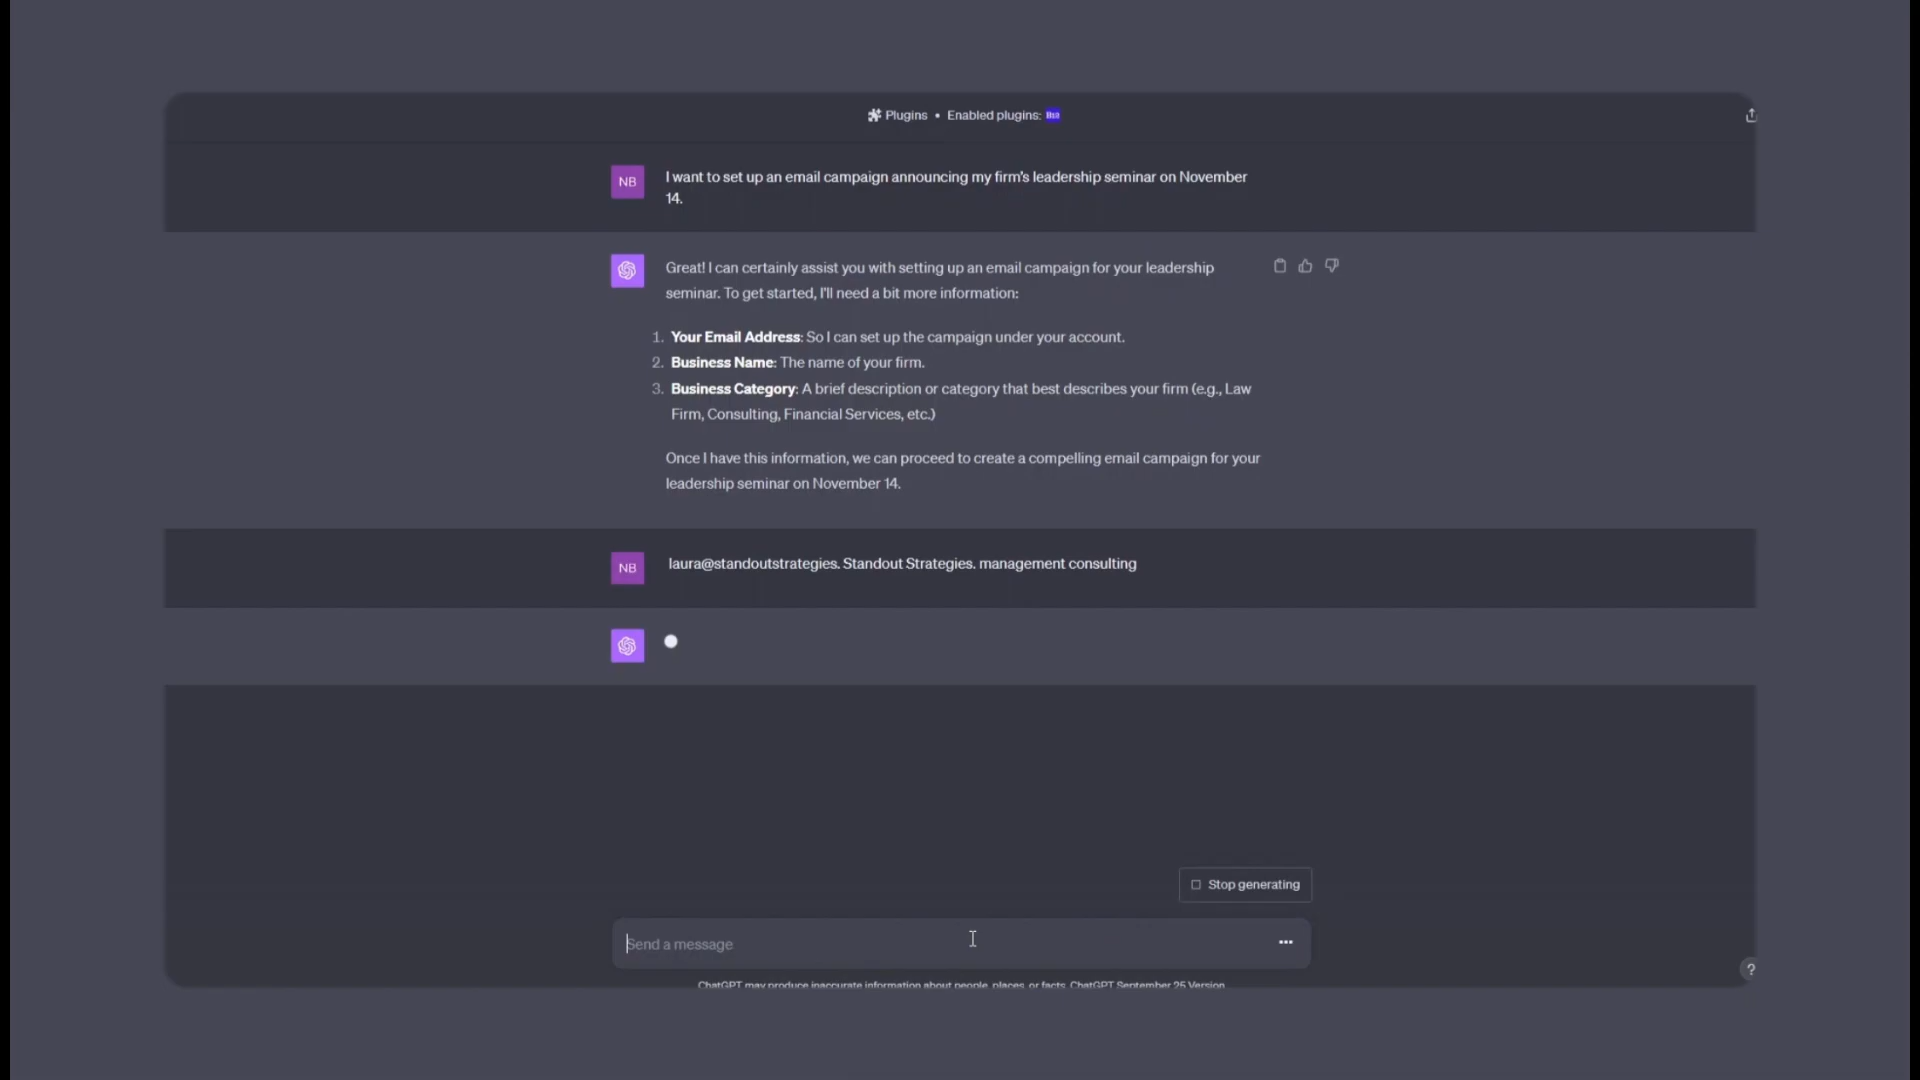 Plugins • Enabled plugins:
NB
I want to set up an email campaign announcing my firm's leadership seminar on November
14.
Great! I can certainly assist you with setting up an email campaign for your leadership
seminar. To get started, I'll need a bit more information:
1. Your Email Address: So I can set up the campaign under your account.
2. Business Name: The name of your firm.
3. Business Category: A brief description or category that best describes your firm (e.g., Law
Firm, Consulting, Financial Services, etc.)
Once I have this information, we can proceed to create a compelling email campaign for your
leadership seminar on November 14.
NB
laura@standoutstrategies. Standout Strategies. management consulting
Stop generating
Send a message
ChatGPT may produce inaccurate information about people, places, or facts. ChatGPT September 25 Version
?